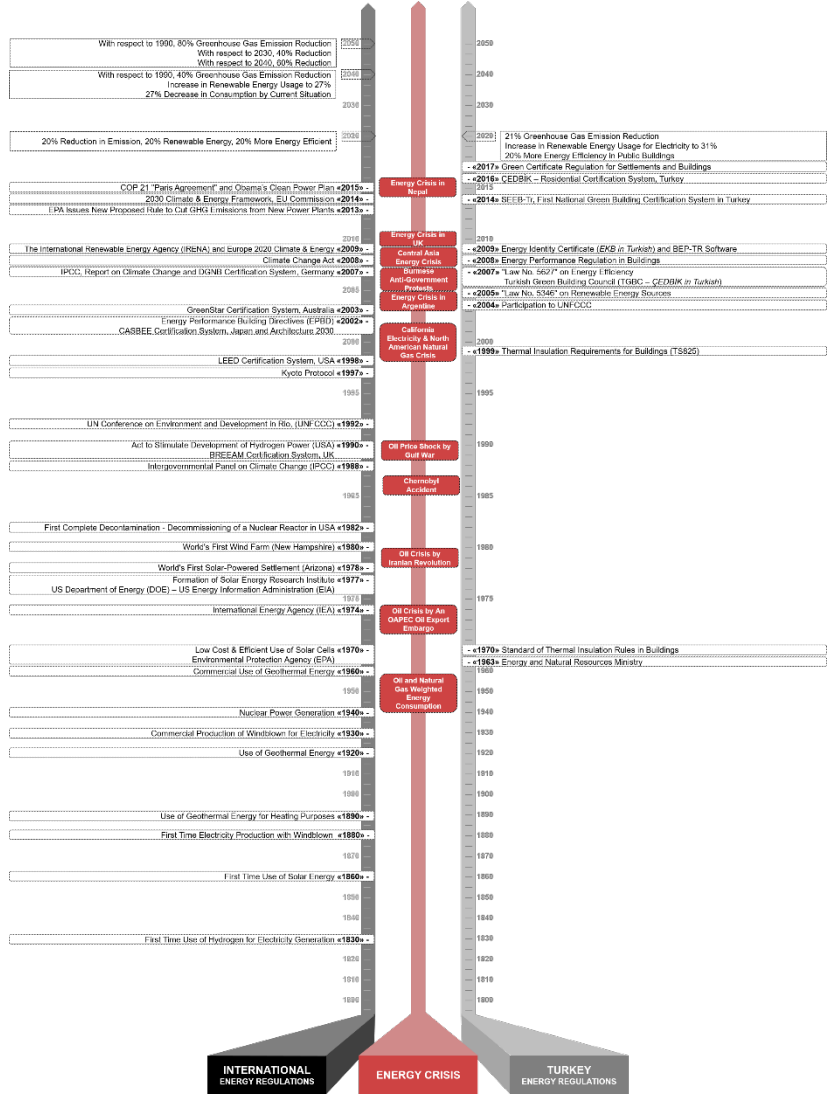 With respect to 1990, 80% Greenhouse Gas Emission Reduction
With respect to 2030, 40% Reduction
With respect to 2040, 60% Reduction
2050
With respect to 1990, 40% Greenhouse Gas Emission Reduction
Increase in Renewable Energy Usage to 27%
27% Decrease in Consumption by Current Situation
2040
2030
20% Reduction in Emission, 20% Renewable Energy, 20% More Energy Efficient
2020
COP 21 "Paris Agreement" and Obama's Clean Power Plan «2015» -
2030 Climate & Energy Framework, EU Commission «2014» -
EPA Issues New Proposed Rule to Cut GHG Emissions from New Power Plants «2013» -
2010
The International Renewable Energy Agency (IRENA) and Europe 2020 Climate & Energy «2009» -
Climate Change Act «2008» -
IPCC, Report on Climate Change and DGNB Certification System, Germany «2007» -
2005
GreenStar Certification System, Australia «2003» -
Energy Performance Building Directives (EPBD) «2002» -
CASBEE Certification System, Japan and Architecture 2030
2000
LEED Certification System, USA «1998» -
Kyoto Protocol «1997» -
1995
UN Conference on Environment and Development in Rio, (UNFCCC) «1992» -
Act to Stimulate Development of Hydrogen Power (USA) «1990» -
BREEAM Certification System, UK
Intergovernmental Panel on Climate Change (IPCC) «1988» -
1985
First Complete Decontamination - Decommissioning of a Nuclear Reactor in USA «1982» -
World's First Wind Farm (New Hampshire) «1980» -
World's First Solar-Powered Settlement (Arizona) «1978» -
Formation of Solar Energy Research Institute «1977» -
US Department of Energy (DOE) – US Energy Information Administration (EIA)
1975
International Energy Agency (IEA) «1974» -
Low Cost & Efficient Use of Solar Cells «1970» -
Environmental Protection Agency (EPA)
Commercial Use of Geothermal Energy «1960» -
1950
Nuclear Power Generation «1940» -
Commercial Production of Windblown for Electricity «1930» -
Use of Geothermal Energy «1920» -
1910
1900
Use of Geothermal Energy for Heating Purposes «1890» -
First Time Electricity Production with Windblown «1880» -
1870
First Time Use of Solar Energy «1860» -
1850
1840
First Time Use of Hydrogen for Electricity Generation «1830» -
1820
1810
1800
INTERNATIONAL
ENERGY REGULATIONS
Energy Crisis in
Nepal
Energy Crisis in
UK
Central Asia
Energy Crisis
Burmese
Anti-Government
Protests
Energy Crisis in
Argentine
California
Electricity & North
American Natural
Gas Crisis
Oil Price Shock by
Gulf War
Chernobyl
Accident
Oil Crisis by
Iranian Revolution
Oil Crisis by An
OAPEC Oil Export
Embargo
Oil and Natural
Gas Weighted
Energy
Consumption
ENERGY CRISIS
2050
2040
2030
2020
21% Greenhouse Gas Emission Reduction
Increase in Renewable Energy Usage for Electricity to 31%
20% More Energy Efficiency in Public Buildings
- «2017» Green Certificate Regulation for Settlements and Buildings
- «2016» ÇEDBİK – Residential Certification System, Turkey
2015
- «2014» SEEB-Tr, First National Green Building Certification System in Turkey
2010
- «2009» Energy Identity Certificate (EKB in Turkish) and BEP-TR Software
- «2008» Energy Performance Regulation in Buildings
- «2007» "Law No. 5627" on Energy Efficiency
Turkish Green Building Council (TGBC – ÇEDBİK in Turkish)
- «2005» "Law No. 5346" on Renewable Energy Sources
- «2004» Participation to UNFCCC
2000
- «1999» Thermal Insulation Requirements for Buildings (TS825)
1995
1990
1985
1980
1975
- «1970» Standard of Thermal Insulation Rules in Buildings
- «1963» Energy and Natural Resources Ministry
1960
1950
1940
1930
1920
1910
1900
1890
1880
1870
1860
1850
1840
1830
1820
1810
1800
TURKEY
ENERGY REGULATIONS